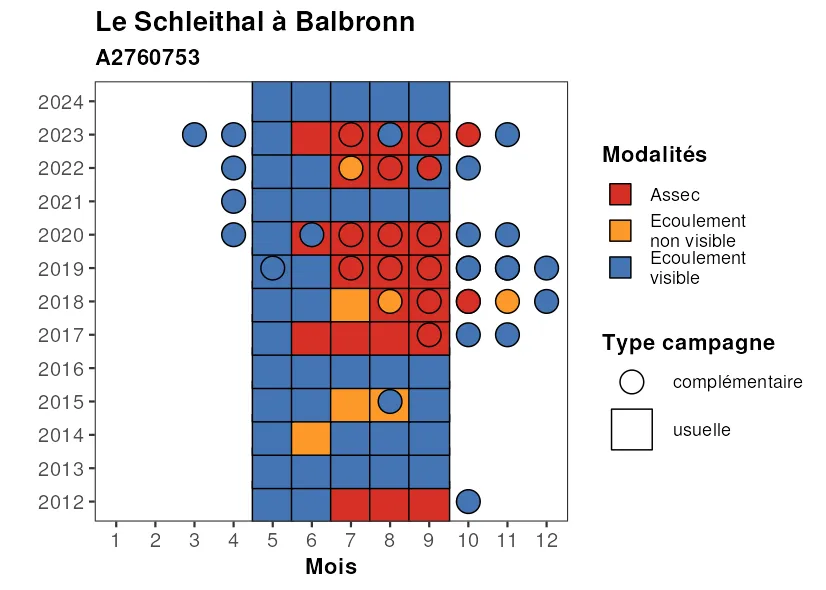 Le Schleithal à Balbronn
A2760753
2024
2023
2022
2021
2020
2019
2018
2017
2016
2015
2014
2013
2012
1 2 3 4 5 6 7 8 9 10 11 12
Mois
Modalités
Assec
Ecoulement
non visible
Ecoulement
visible
Type campagne
complémentaire
usuelle